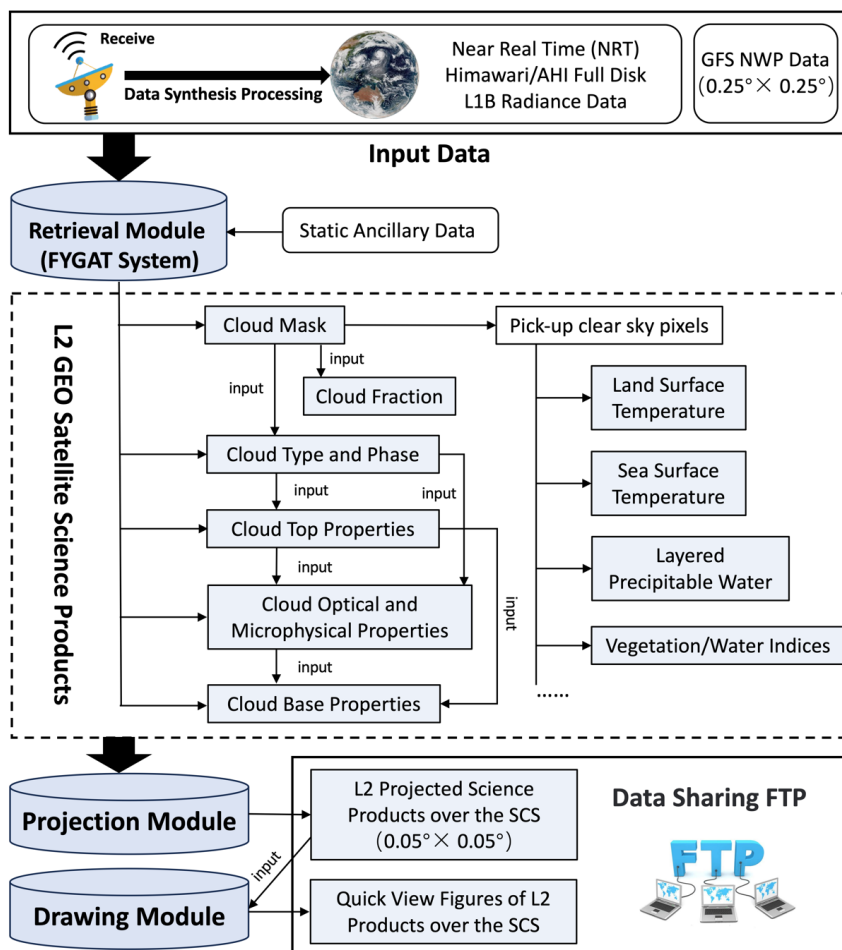 Receive
Data Synthesis Processing
Near Real Time (NRT)
Himawari/AHI Full Disk
L1B Radiance Data
GFS NWP Data
(0.25°× 0.25°)
Input Data
Retrieval Module
(FYGAT System)
Static Ancillary Data
L2 GEO Satellite Science Products
Cloud Mask
Pick-up clear sky pixels
input
input
Cloud Fraction
Land Surface
Temperature
Cloud Type and Phase
input
input
Sea Surface
Temperature
Cloud Top Properties
input
Layered
Precipitable Water
Cloud Optical and
Microphysical Properties
input
input
Vegetation/Water Indices
Cloud Base Properties
......
Projection Module
L2 Projected Science
Products over the SCS
(0.05°× 0.05°)
Data Sharing FTP
FTP
input
Drawing Module
Quick View Figures of L2
Products over the SCS